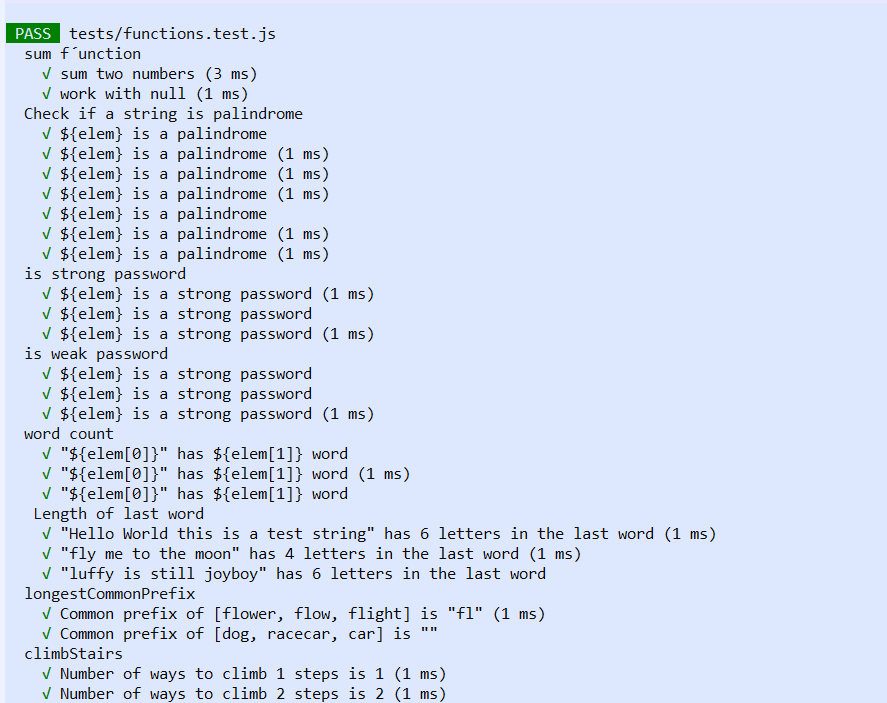 PASS tests/functions.test.js
sum f´unction
√ sum two numbers (3 ms)
√ work with null (1 ms)
Check if a string is palindrome
√ ${elem} is a palindrome
√ ${elem} is a palindrome (1 ms)
√ ${elem} is a palindrome (1 ms)
√ ${elem} is a palindrome (1 ms)
√ ${elem} is a palindrome
√ ${elem} is a palindrome (1 ms)
√ ${elem} is a palindrome (1 ms)
is strong password
√ ${elem} is a strong password (1 ms)
√ ${elem} is a strong password
√ ${elem} is a strong password (1 ms)
is weak password
√ ${elem} is a strong password
√ ${elem} is a strong password
√ ${elem} is a strong password (1 ms)
word count
√ "${elem[0]}" has ${elem[1]} word
√ "${elem[0]}" has ${elem[1]} word (1 ms)
√ "${elem[0]}" has ${elem[1]} word
Length of last word
√ "Hello World this is a test string" has 6 letters in the last word (1 ms)
√ "fly me to the moon" has 4 letters in the last word (1 ms)
√ "luffy is still joyboy" has 6 letters in the last word
longestCommonPrefix
√ Common prefix of [flower, flow, flight] is "fl" (1 ms)
√ Common prefix of [dog, racecar, car] is ""
climbStairs
√ Number of ways to climb 1 steps is 1 (1 ms)
√ Number of ways to climb 2 steps is 2 (1 ms)